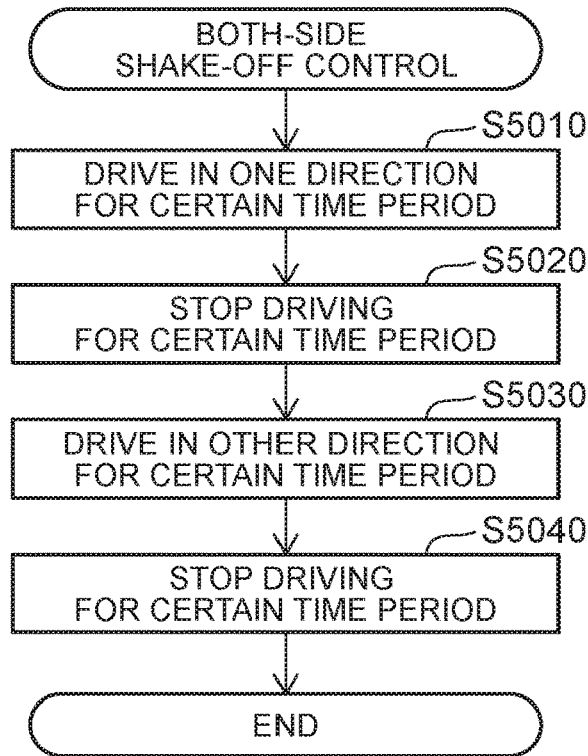 BOTH-SIDE
SHAKE-OFF CONTROL
S5010
DRIVE IN ONE DIRECTION
FOR CERTAIN TIME PERIOD
S5020
STOP DRIVING
FOR CERTAIN TIME PERIOD
S5030
DRIVE IN OTHER DIRECTION
FOR CERTAIN TIME PERIOD
S5040
STOP DRIVING
FOR CERTAIN TIME PERIOD
END